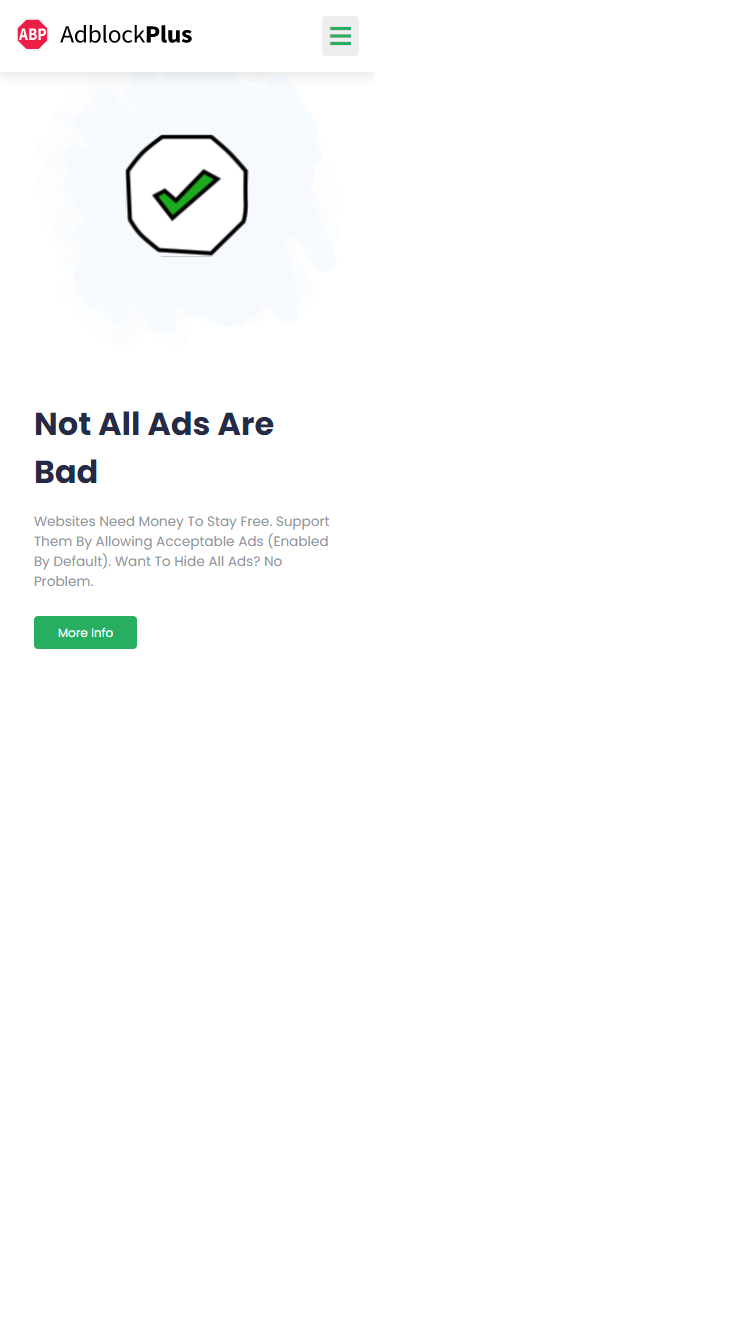 ABP AdblockPlus
Not All Ads Are
Bad
Websites Need Money To Stay Free. Support
Them By Allowing Acceptable Ads (Enabled
By Default). Want To Hide All Ads? No
Problem.
More Info